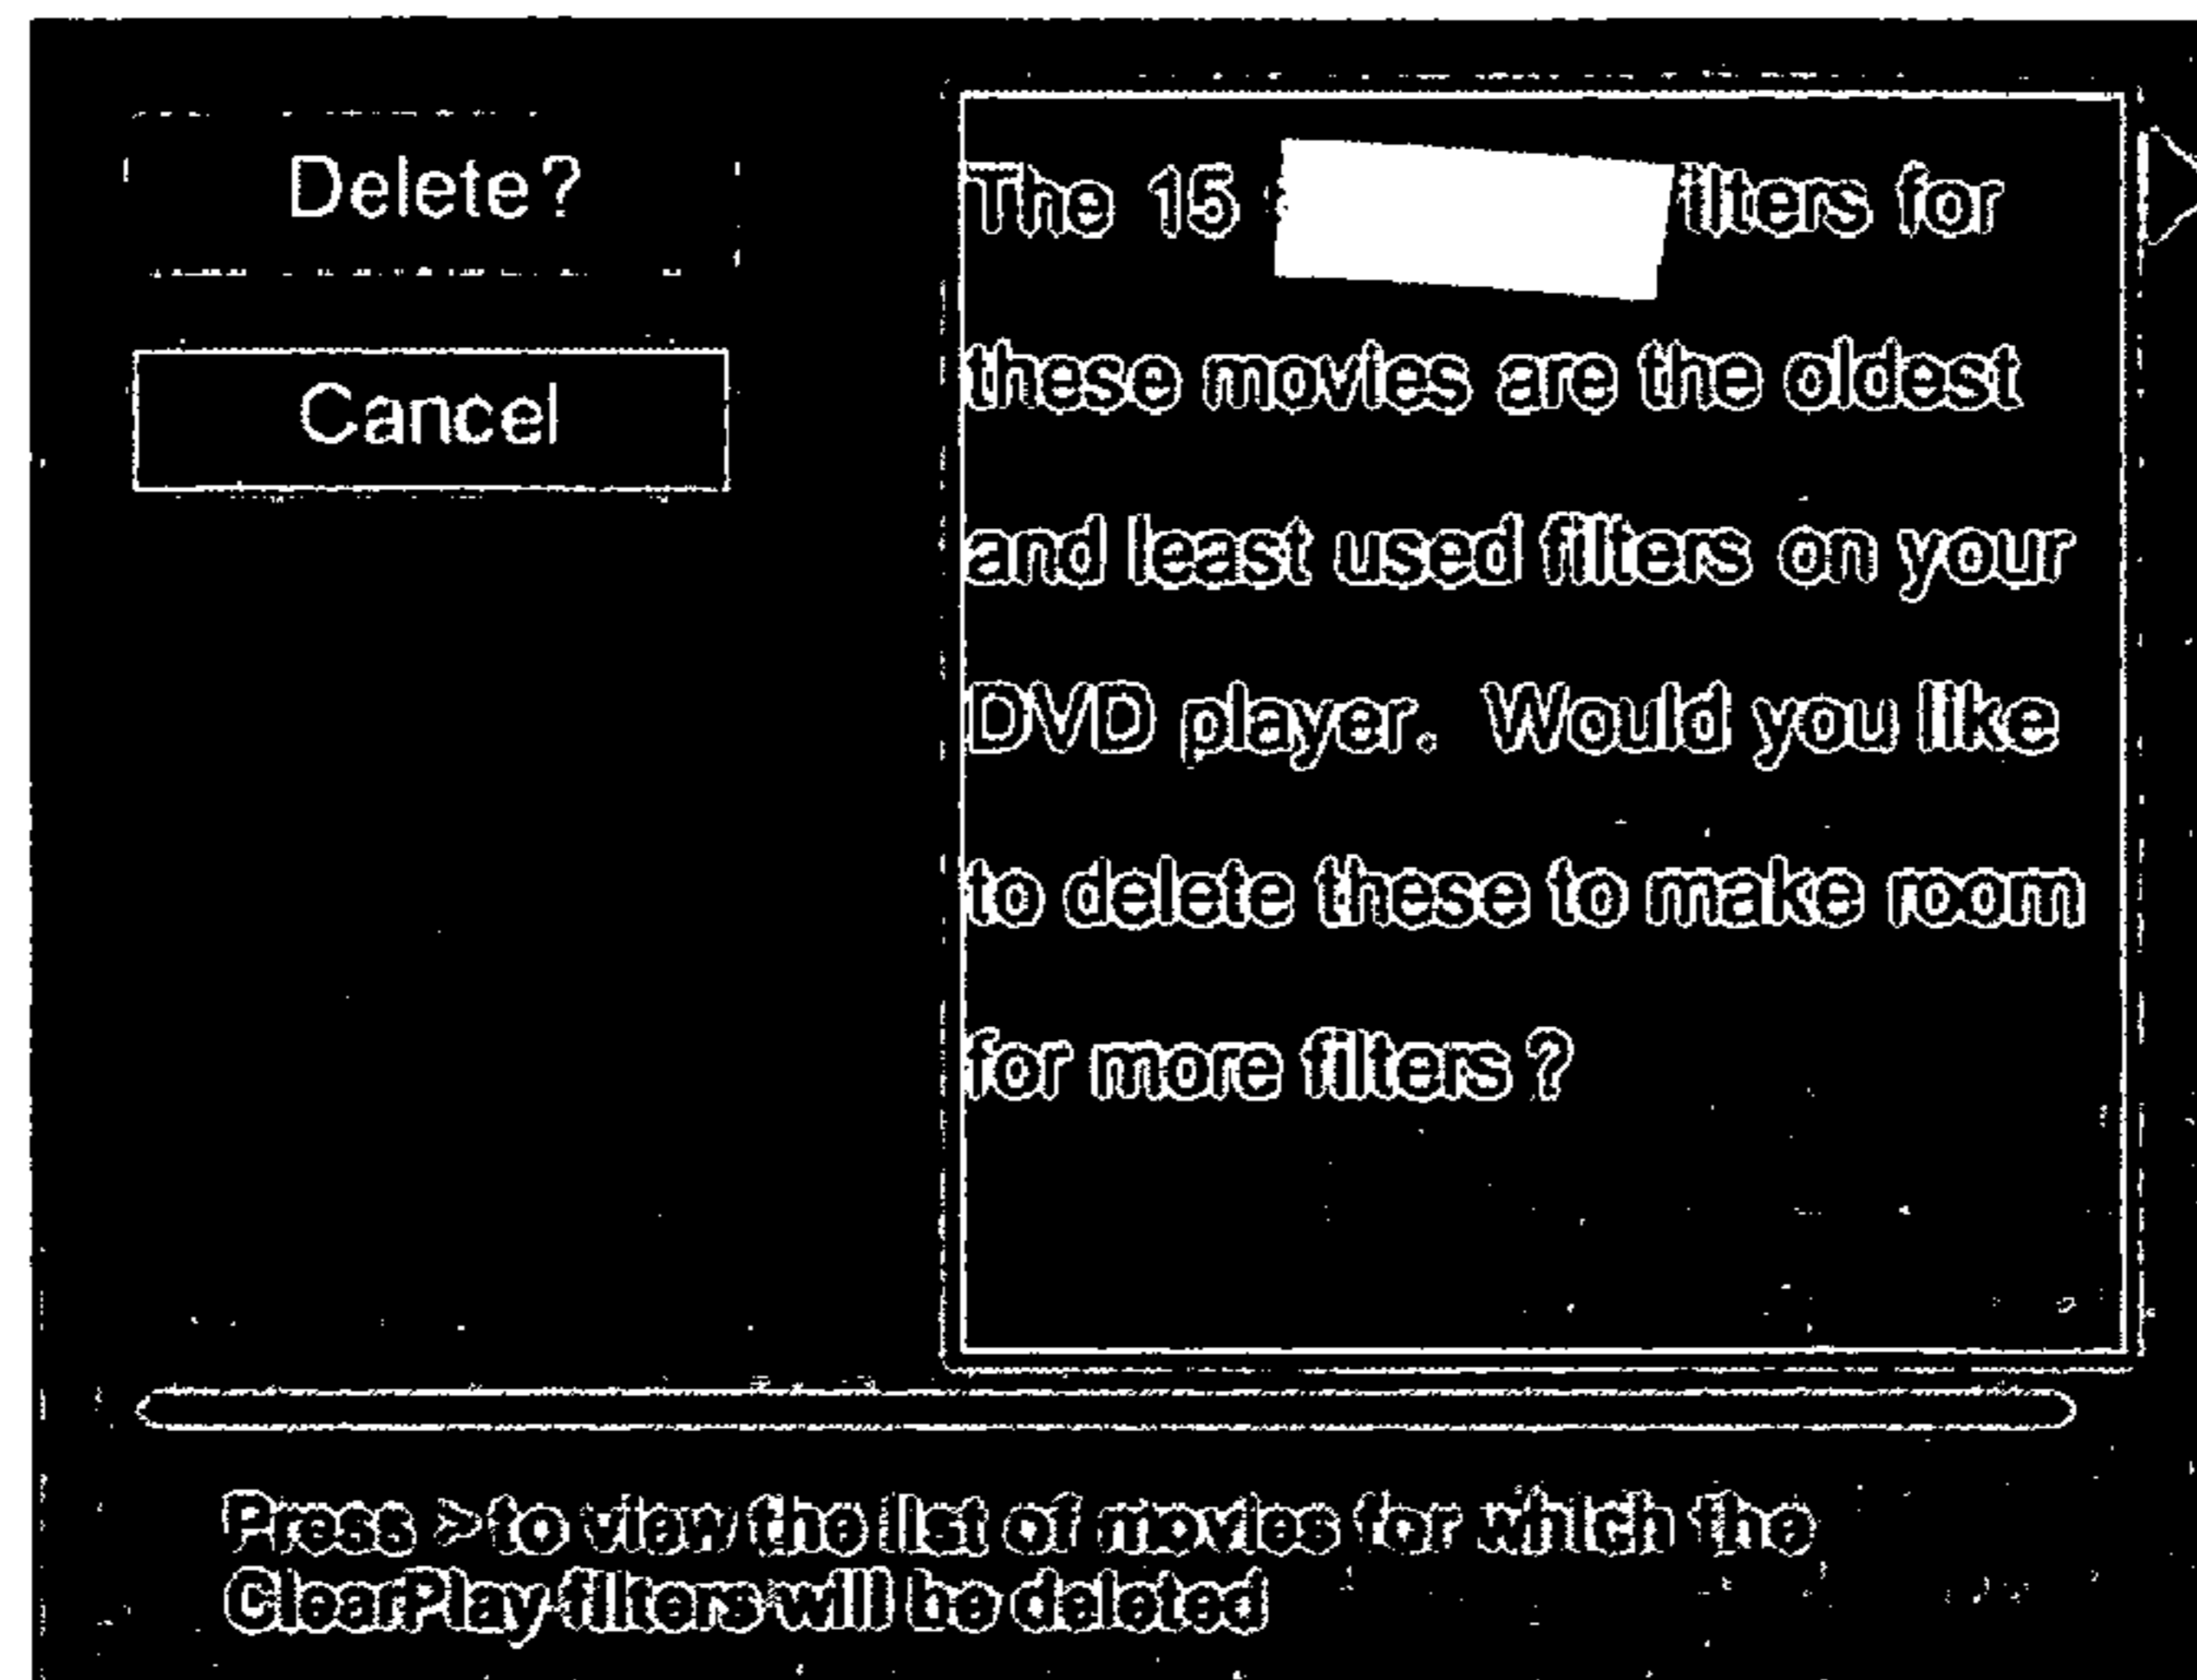 Delete?
Cancel
The 15 filters for
these movies are the oldest
and least used filters on your
DVD player. Would you like
to delete these to make room
for more filters ?
Press > to view the list of movies for which the
ClearPlay filters will be deleted